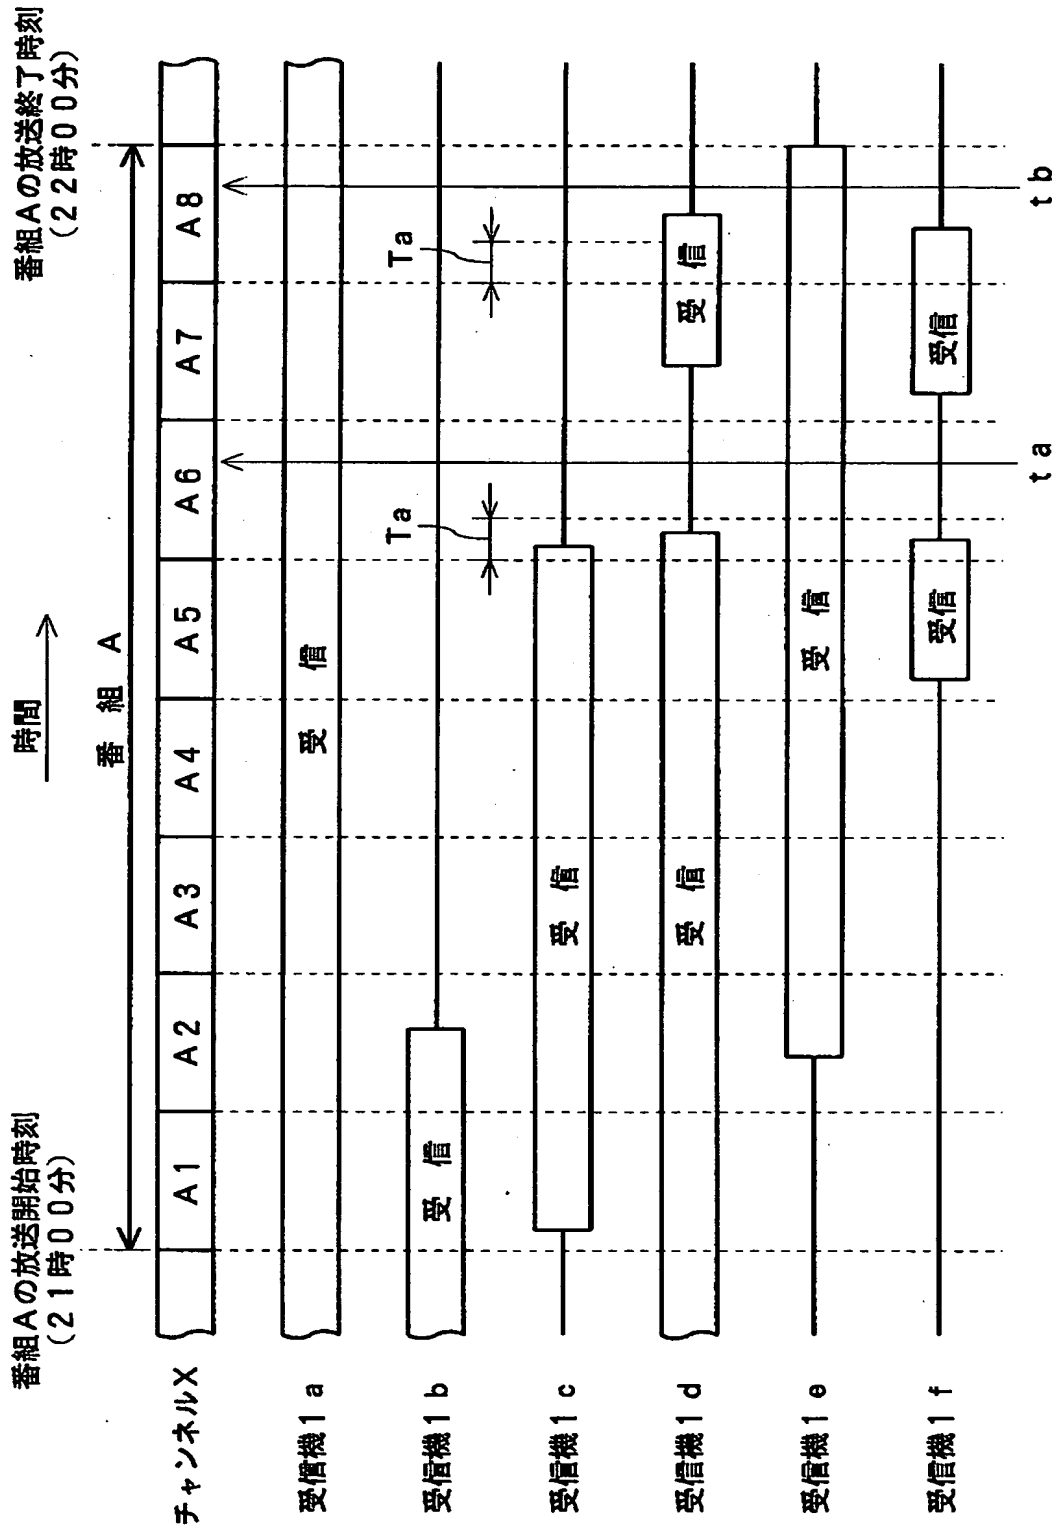 時間
番組Aの放送開始時刻
(21時00分)
番組Aの放送終了時刻
(22時00分)
番 組 A
チャンネルX
A1
A2
A3
A4
A5
A6
A7
A8
受信機1a
受 信
受信機1b
受 信
Ta
Ta
受信機1c
受 信
受信機1d
受 信
受 信
受信機1e
受 信
受信機1f
受信
受信
ta
tb